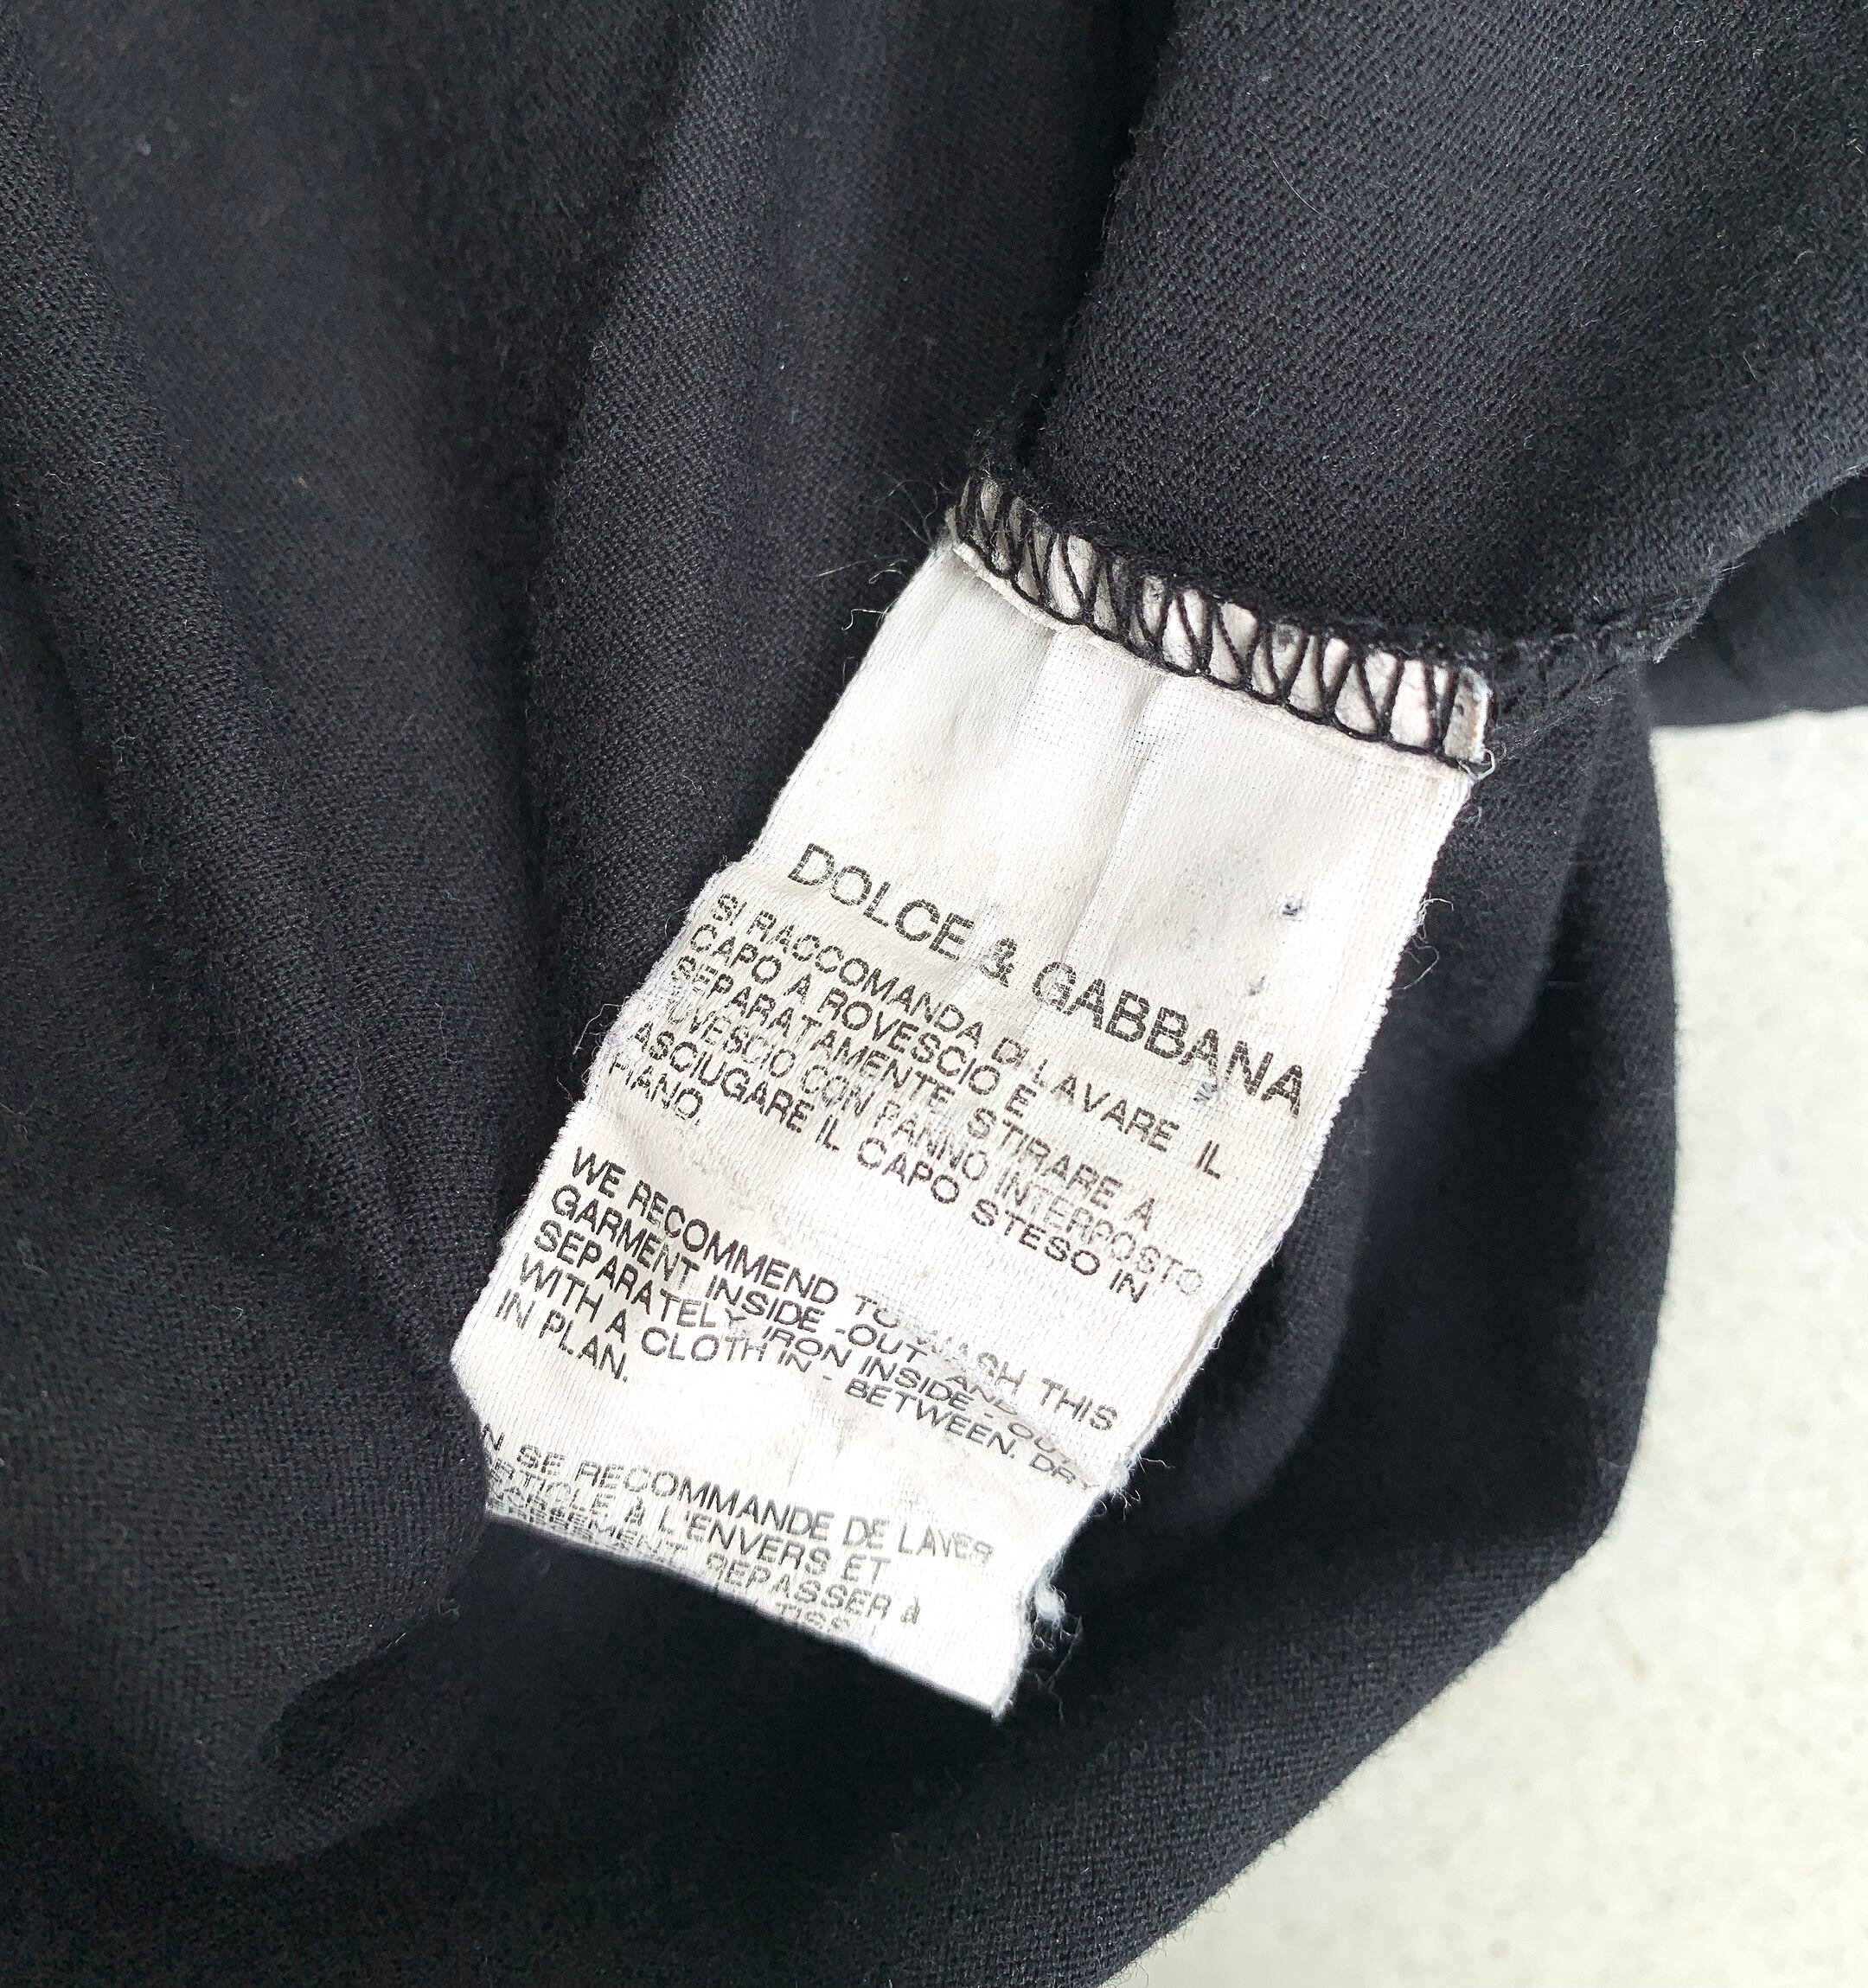 DOLCE & GABBANA
SI RACCOMANDA DI LAVARE IL
CAPO A ROVESCIO E
SEPARATAMENTE. STIRARE A
ROVESCIO CON PANNO INTERPOSTO
ASCIUGARE IL CAPO STESO IN
PIANO.
WE RECOMMEND TO WASH THIS
GARMENT INSIDE -OUT AND
SEPARATELY IRON INSIDE - OUT,
WITH A CLOTH IN - BETWEEN. DRY
IN PLAN.
SE RECOMMANDE DE LAVER
à L'ENVERS ET
REPASSER à